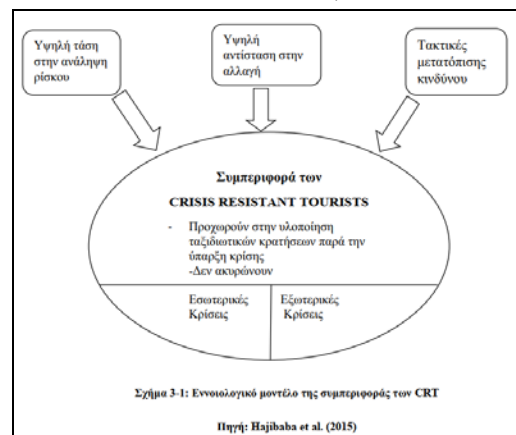 Υψηλή τάση
στην ανάληψη
ρίσκου
Υψηλή
αντίσταση στην
αλλαγή
Τακτικές
μετατόπισης
κινδύνου
Συμπεριφορά των
CRISIS RESISTANT TOURISTS
- Προχωρούν στην υλοποίηση
ταξιδιωτικών κρατήσεων παρά την
ύπαρξη κρίσης
-Δεν ακυρώνουν
Εσωτερικές
Κρίσεις
Εξωτερικές
Κρίσεις
Σχήμα 3-1: Εννοιολογικό μοντέλο της συμπεριφοράς των CRT
Πηγή: Hajibaba et al. (2015)